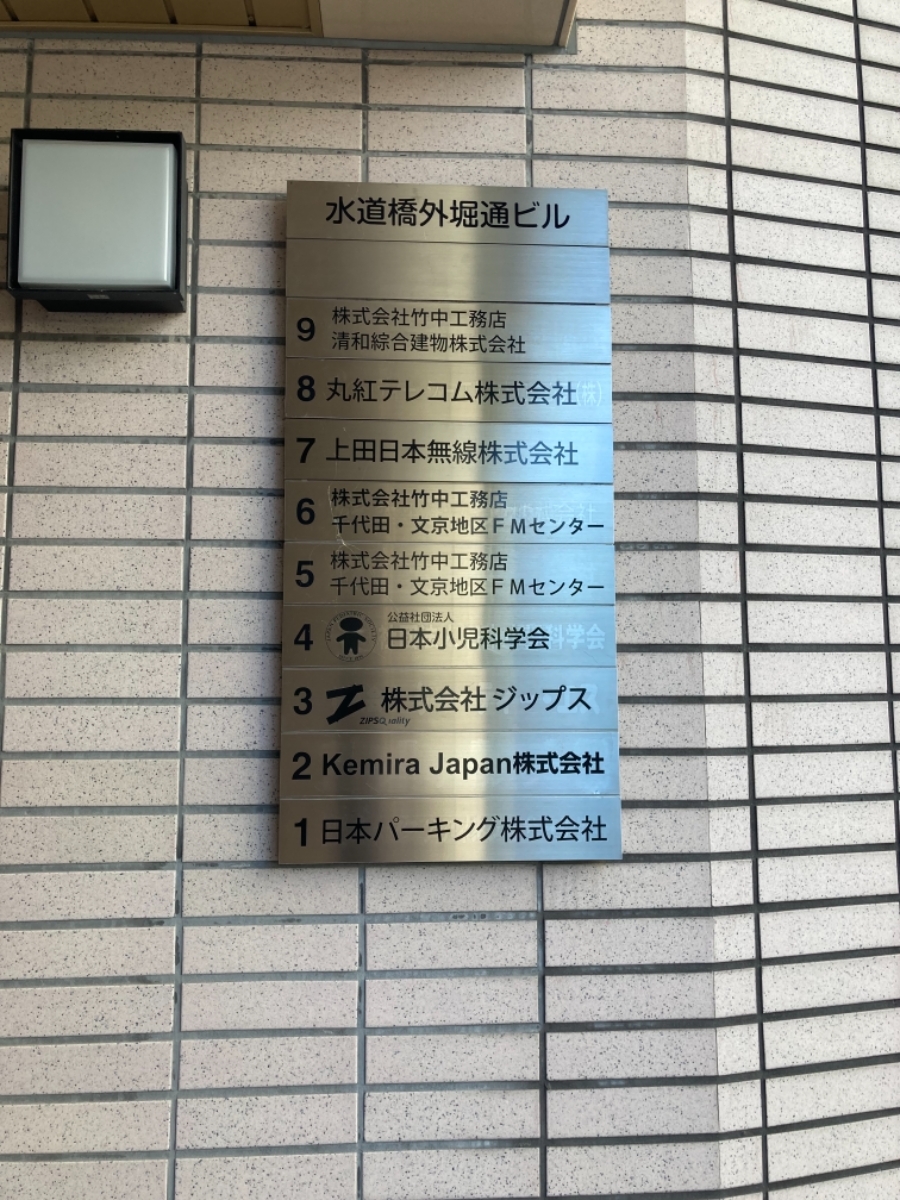 水道橋外堀通ビル
9 株式会社竹中工務店
清和綜合建物株式会社
8 丸紅テレコム株式会社
(株)
7 上田日本無線株式会社
6 株式会社竹中工務店
千代田・文京地区FMセンター
5 株式会社竹中工務店
千代田・文京地区FMセンター
4 公益社団法人
日本小児科学会
科学会
3 株式会社 ジップス
ZIPSQuality
2 Kemira Japan株式会社
1 日本パーキング株式会社